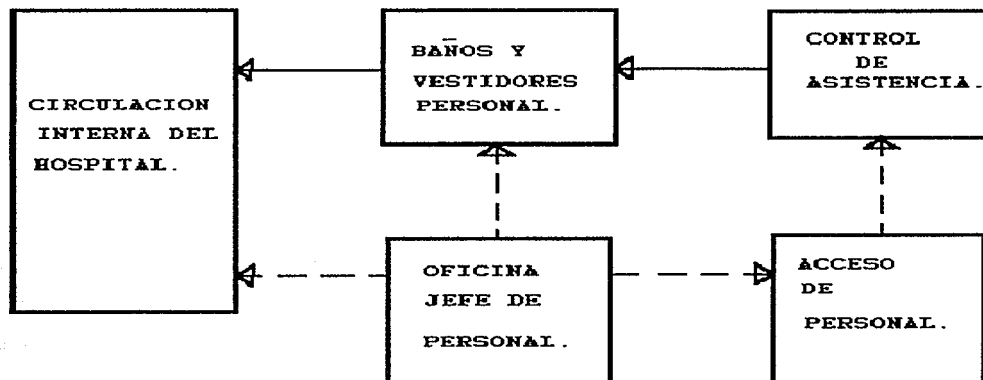 CIRCULACION
INTERNA DEL
HOSPITAL.
BAÑOS Y
VESTIDORES
PERSONAL.
CONTROL
DE
ASISTENCIA.
OFICINA
JEFE DE
PERSONAL.
ACCESO
DE
PERSONAL.